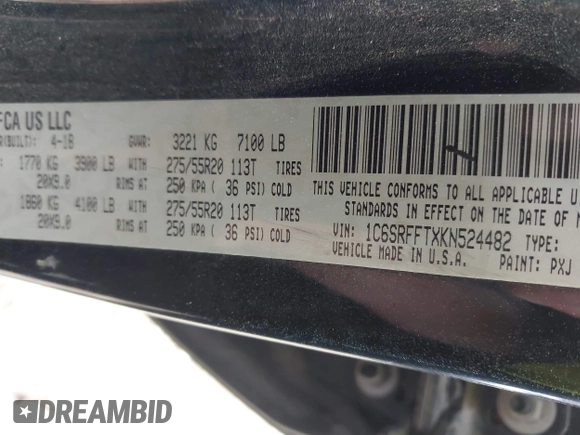 FCA US LLC
(BUILT): 4-18 GVWR: 3221 KG 7100 LB
1770 KG 3900 LB WITH 275/55R20 113T TIRES
20X9.0 RIMS AT 250 KPA ( 36 PSI) COLD
1860 KG 4100 LB WITH 275/55R20 113T TIRES
20X9.0 RIMS AT 250 KPA ( 36 PSI) COLD
THIS VEHICLE CONFORMS TO ALL APPLICABLE
STANDARDS IN EFFECT ON THE DATE OF
VIN: 1C6SRFFTXKN524482 TYPE:
VEHICLE MADE IN U.S.A. PAINT: PXJ
DREAMBID